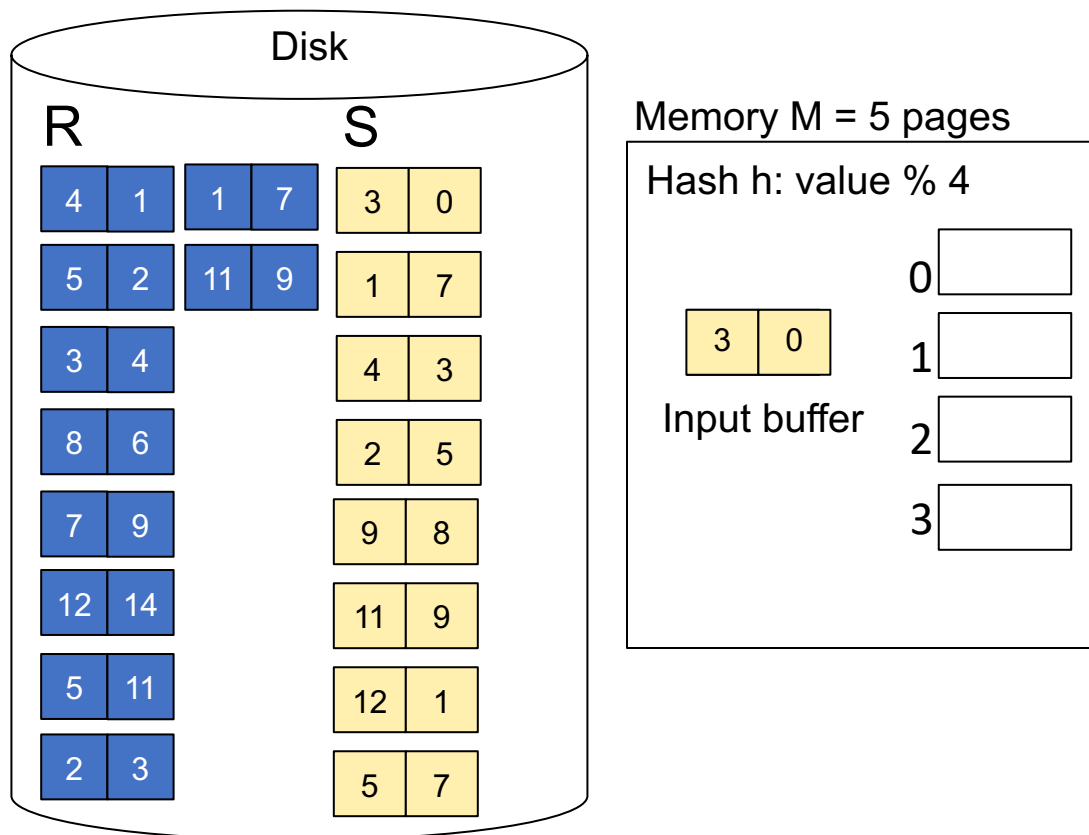 Disk
R S
4 1 1 7 3 0
5 2 11 9 1 7
3 4 4 3
8 6 2 5
7 9 9 8
12 14 11 9
5 11 12 1
2 3 5 7
Memory M = 5 pages
Hash h: value % 4
3 0
Input buffer
0
1
2
3